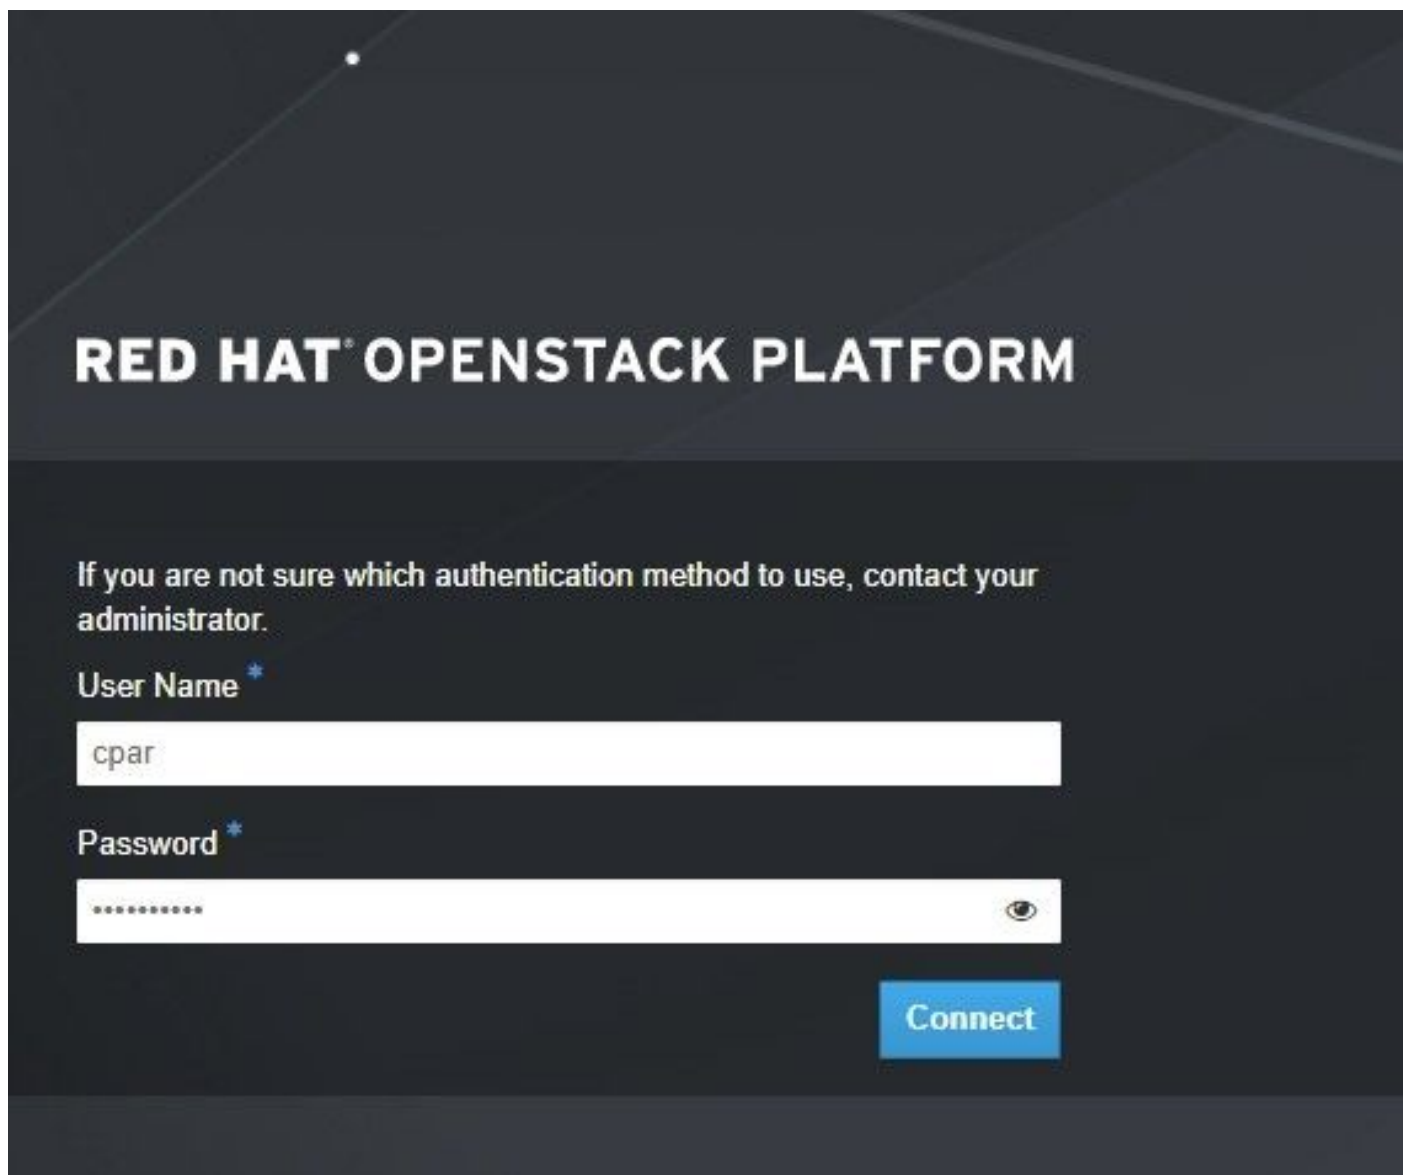 RED HAT® OPENSTACK PLATFORM
If you are not sure which authentication method to use, contact your
administrator.
User Name *
cpar
Password *
••••••••••
Connect